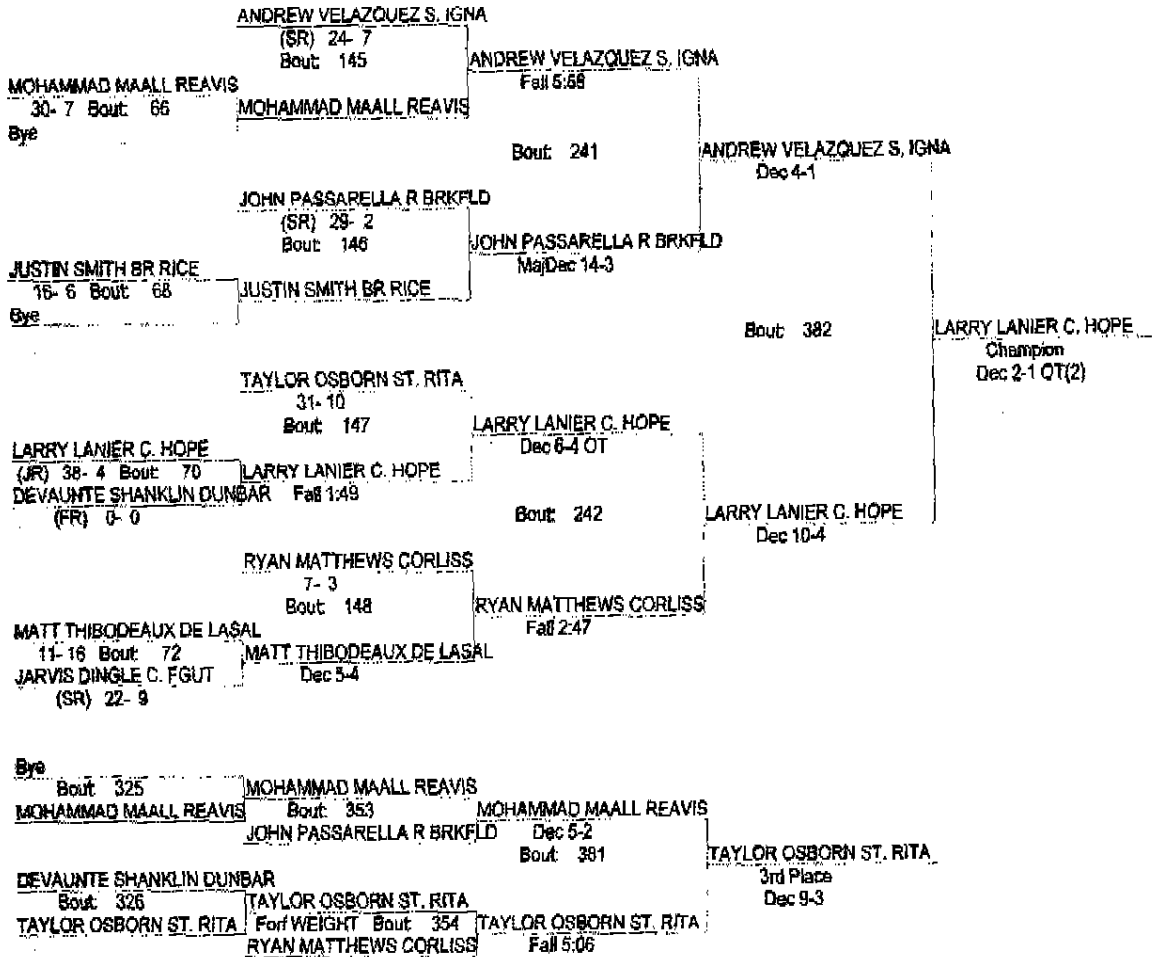 ANDREW VELAZQUEZ S. IGNA
(SR) 24- 7
Bout: 145
ANDREW VELAZQUEZ S. IGNA
Fall 5:58
MOHAMMAD MAALL REAVIS
30- 7 Bout: 66
MOHAMMAD MAALL REAVIS
Bye
Bout: 241
ANDREW VELAZQUEZ S, IGNA
Dec 4-1
JOHN PASSARELLA R BRKFLD
(SR) 29- 2
Bout: 146
JOHN PASSARELLA R BRKFLD
MajDec 14-3
JUSTIN SMITH BR RICE
16- 6 Bout: 68
JUSTIN SMITH BR RICE
Bye
Bout: 382
LARRY LANIER C. HOPE
Champion
Dec 2-1 OT(2)
TAYLOR OSBORN ST. RITA
31- 10
Bout: 147
LARRY LANIER C. HOPE
Dec 6-4 OT
LARRY LANIER C. HOPE
(JR) 38- 4 Bout: 70
LARRY LANIER C. HOPE
DEVAUNTE SHANKLIN DUNBAR Fall 1:49
(FR) 0- 0
Bout: 242
LARRY LANIER C. HOPE
Dec 10-4
RYAN MATTHEWS CORLISS
7- 3
Bout: 148
RYAN MATTHEWS CORLISS
Fall 2:47
MATT THIBODEAUX DE LASAL
11- 16 Bout: 72
MATT THIBODEAUX DE LASAL
JARVIS DINGLE C. FGUT Dec 5-4
(SR) 22- 9
Bye
Bout: 325
MOHAMMAD MAALL REAVIS
MOHAMMAD MAALL REAVIS Bout: 353 MOHAMMAD MAALL REAVIS
JOHN PASSARELLA R BRKFLD Dec 5-2
Bout: 381
TAYLOR OSBORN ST. RITA
3rd Place
Dec 9-3
DEVAUNTE SHANKLIN DUNBAR
Bout: 326
TAYLOR OSBORN ST. RITA
TAYLOR OSBORN ST. RITA Forf WEIGHT Bout: 354 TAYLOR OSBORN ST. RITA
RYAN MATTHEWS CORLISS Fall 5:06